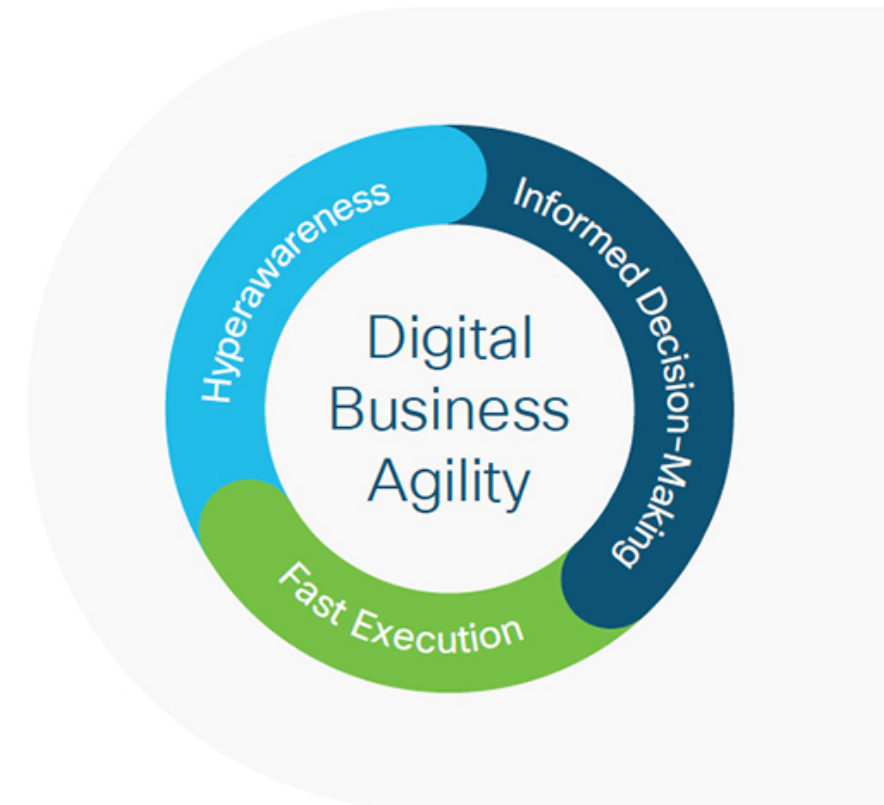 Hyperawareness
Informed Decision-Making
Digital
Business
Agility
Fast Execution